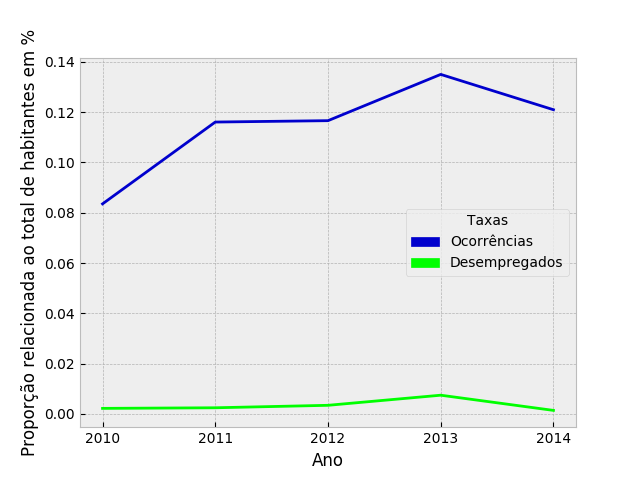 Proporção relacionada ao total de habitantes em %
0.14
0.12
0.10
0.08
0.06
0.04
0.02
0.00
Taxas
Ocorrências
Desempregados
2010 2011 2012 2013 2014
Ano